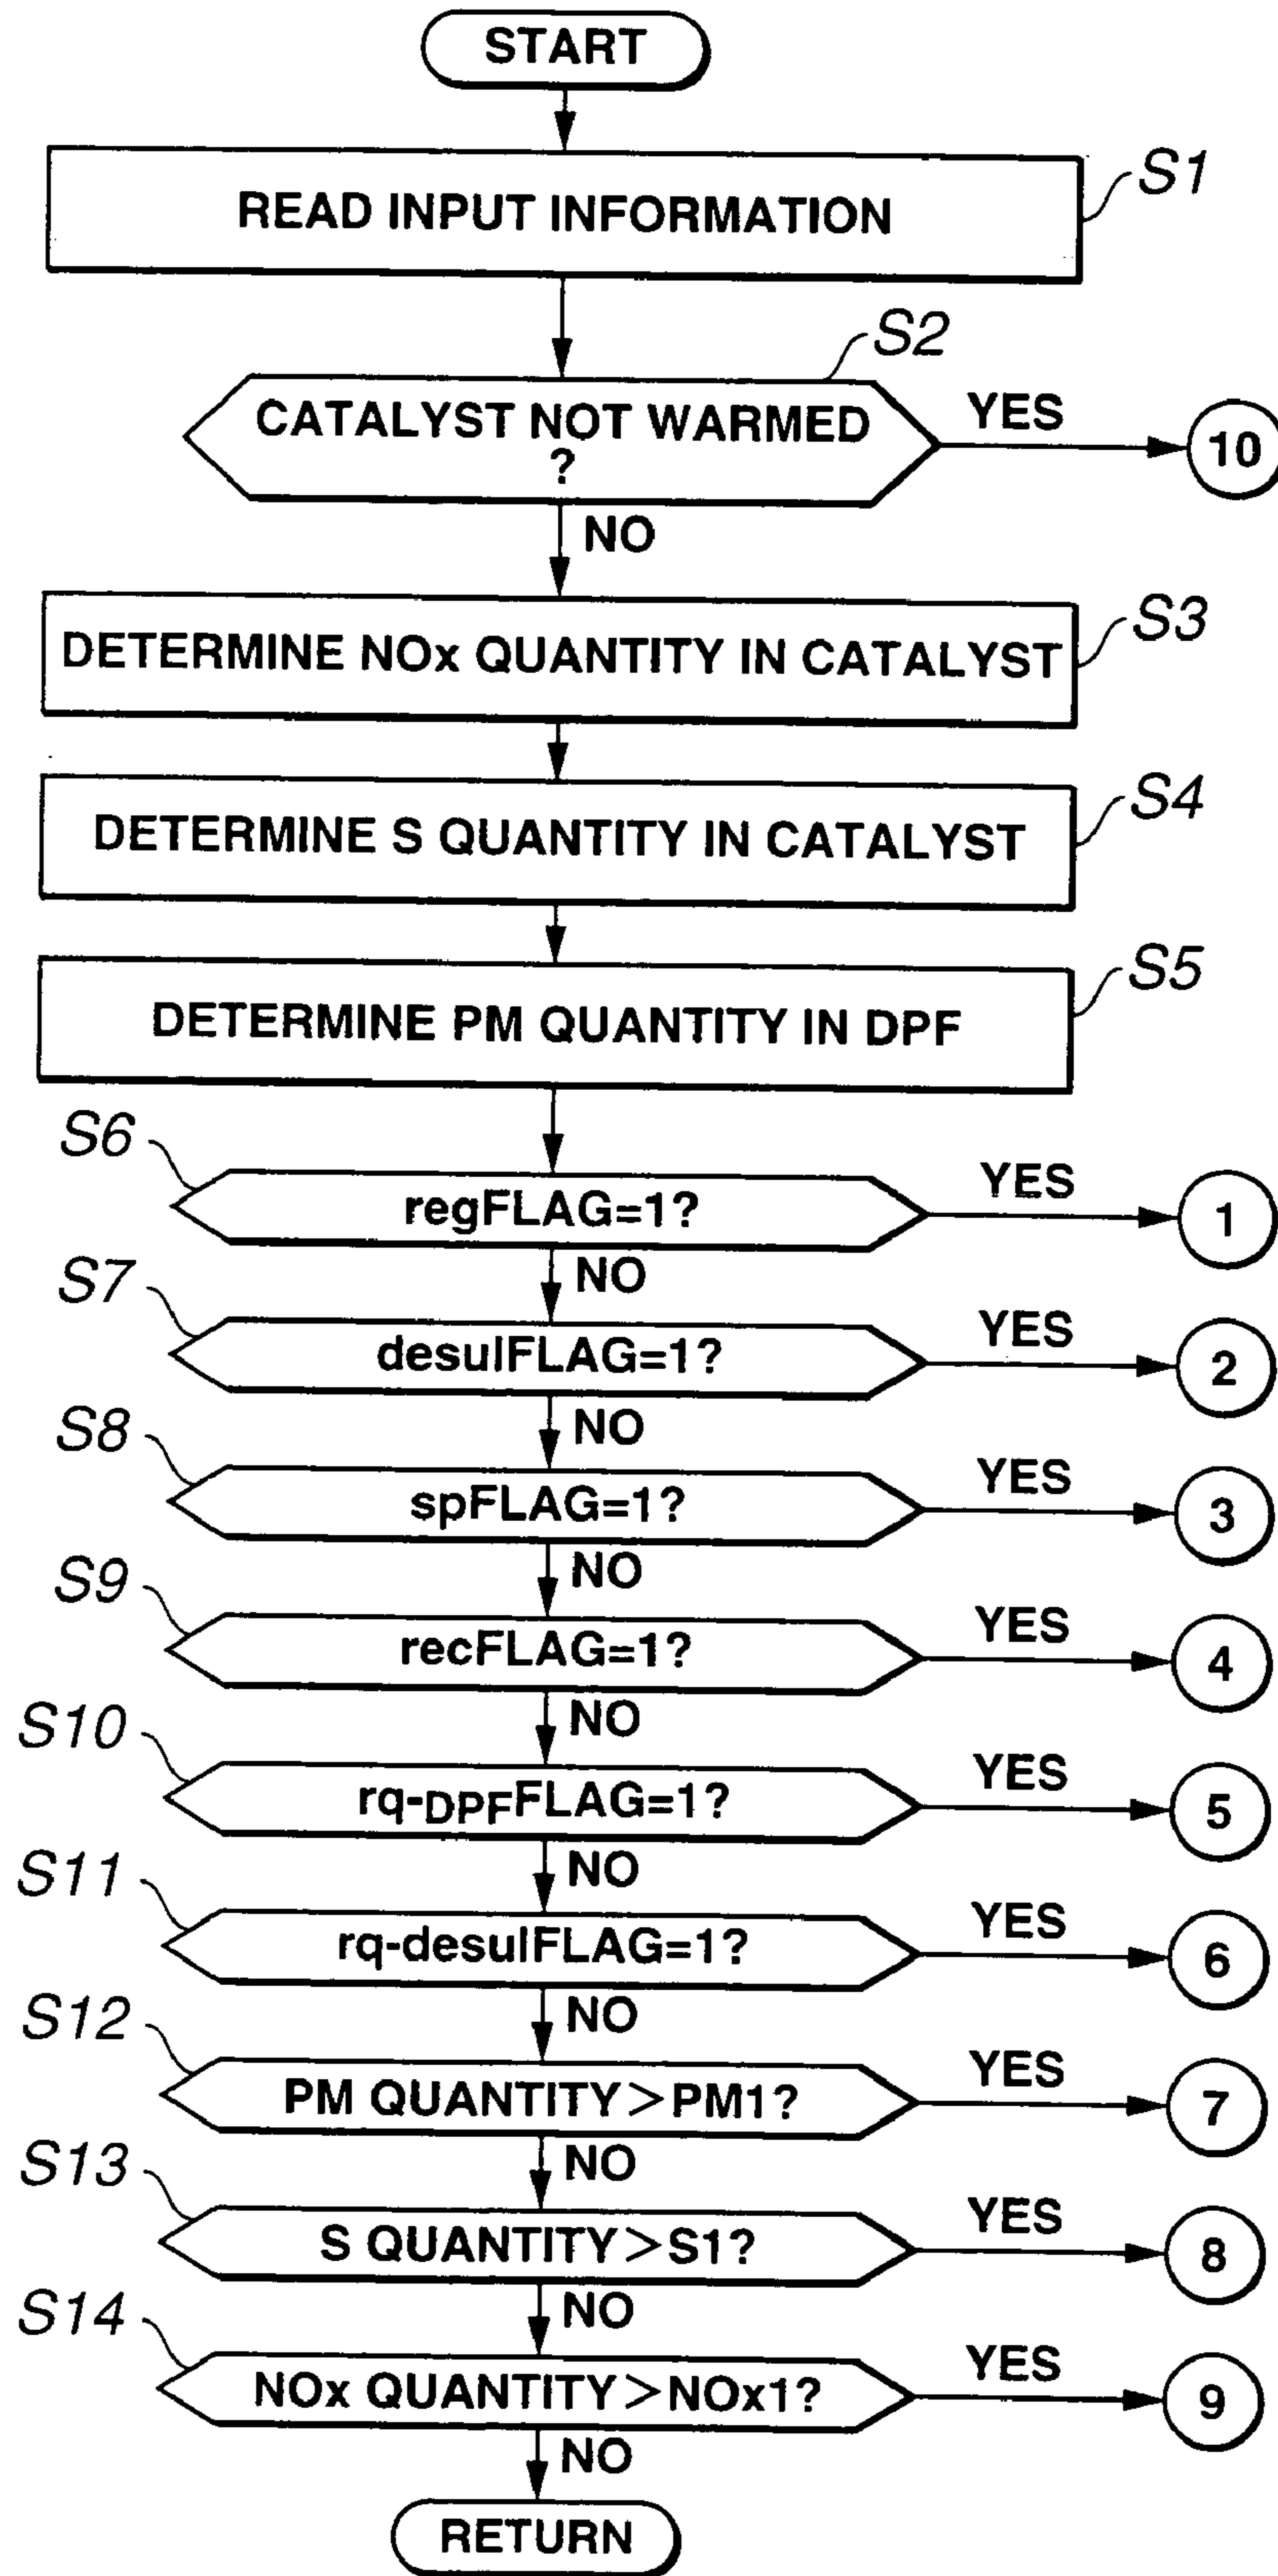 START
READ INPUT INFORMATION
S1
S2
CATALYST NOT WARMED
?
YES
10
NO
DETERMINE NOx QUANTITY IN CATALYST
S3
DETERMINE S QUANTITY IN CATALYST
S4
DETERMINE PM QUANTITY IN DPF
S5
S6
regFLAG=1?
YES
1
NO
S7
desulFLAG=1?
YES
2
NO
S8
spFLAG=1?
YES
3
NO
S9
recFLAG=1?
YES
4
NO
S10
rq-DPFFLAG=1?
YES
5
NO
S11
rq-desulFLAG=1?
YES
6
NO
S12
PM QUANTITY>PM1?
YES
7
NO
S13
S QUANTITY>S1?
YES
8
NO
S14
NOx QUANTITY>NOx1?
YES
9
NO
RETURN